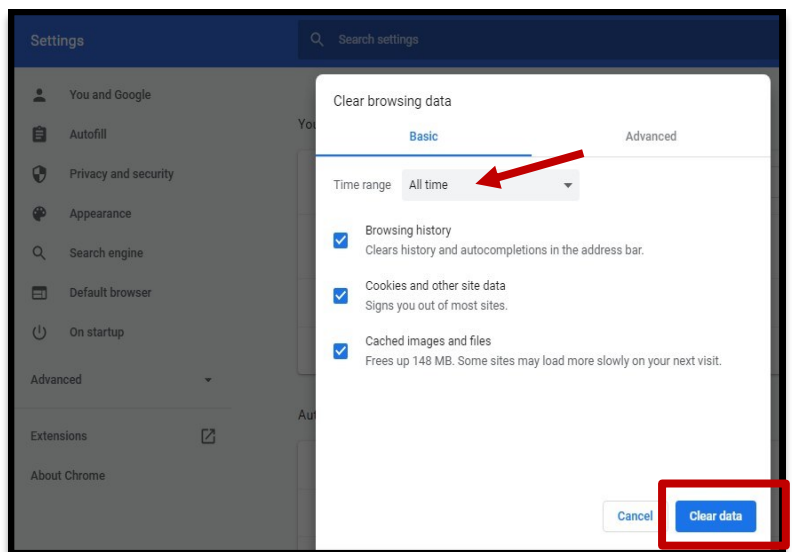 Settings
Search settings
You and Google
Autofill
Privacy and security
Appearance
Search engine
Default browser
On startup
Advanced
Extensions
About Chrome
You
Aut
Clear browsing data
Basic
Advanced
Time range
All time
Browsing history
Clears history and autocompletions in the address bar.
Cookies and other site data
Signs you out of most sites.
Cached images and files
Frees up 148 MB. Some sites may load more slowly on your next visit.
Cancel
Clear data